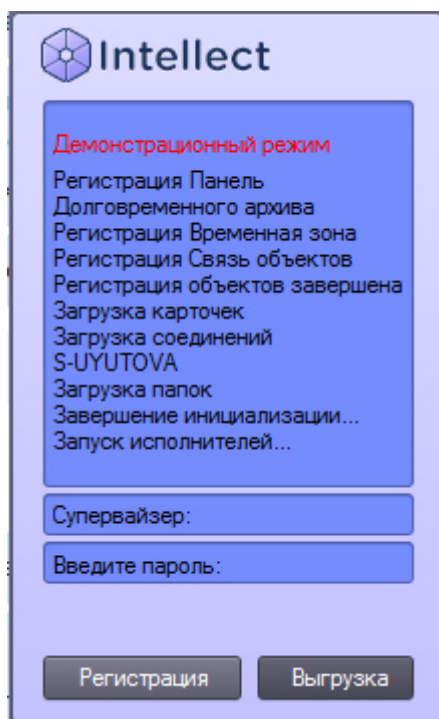 Intellect
Демонстрационный режим
Регистрация Панель
Долговременного архива
Регистрация Временная зона
Регистрация Связь объектов
Регистрация объектов завершена
Загрузка карточек
Загрузка соединений
S-UYUTOVA
Загрузка папок
Завершение инициализации...
Запуск исполнителей...
Супервайзер:
Введите пароль:
Регистрация
Выгрузка